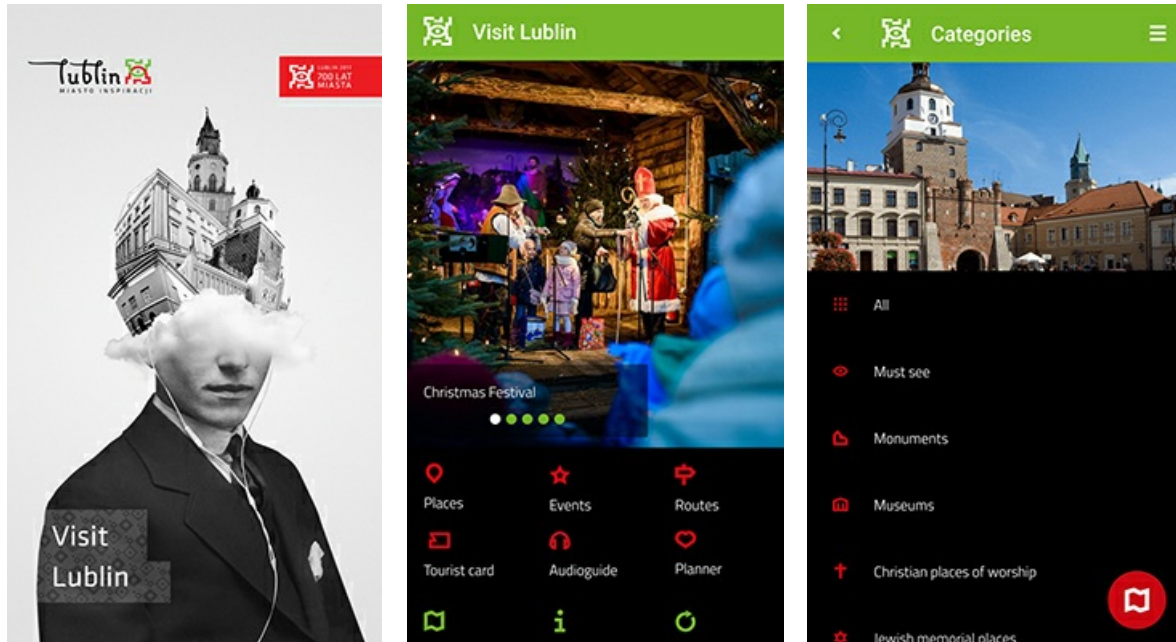 lublin
MIASTO INSPIRACJI
LUBLIN 2017
700 LAT
MIASTA
Visit
Lublin
Visit Lublin
Christmas Festival
Places
Events
Routes
Tourist card
Audioguide
Planner
Categories
All
Must see
Monuments
Museums
Christian places of worship
Jewish memorial places